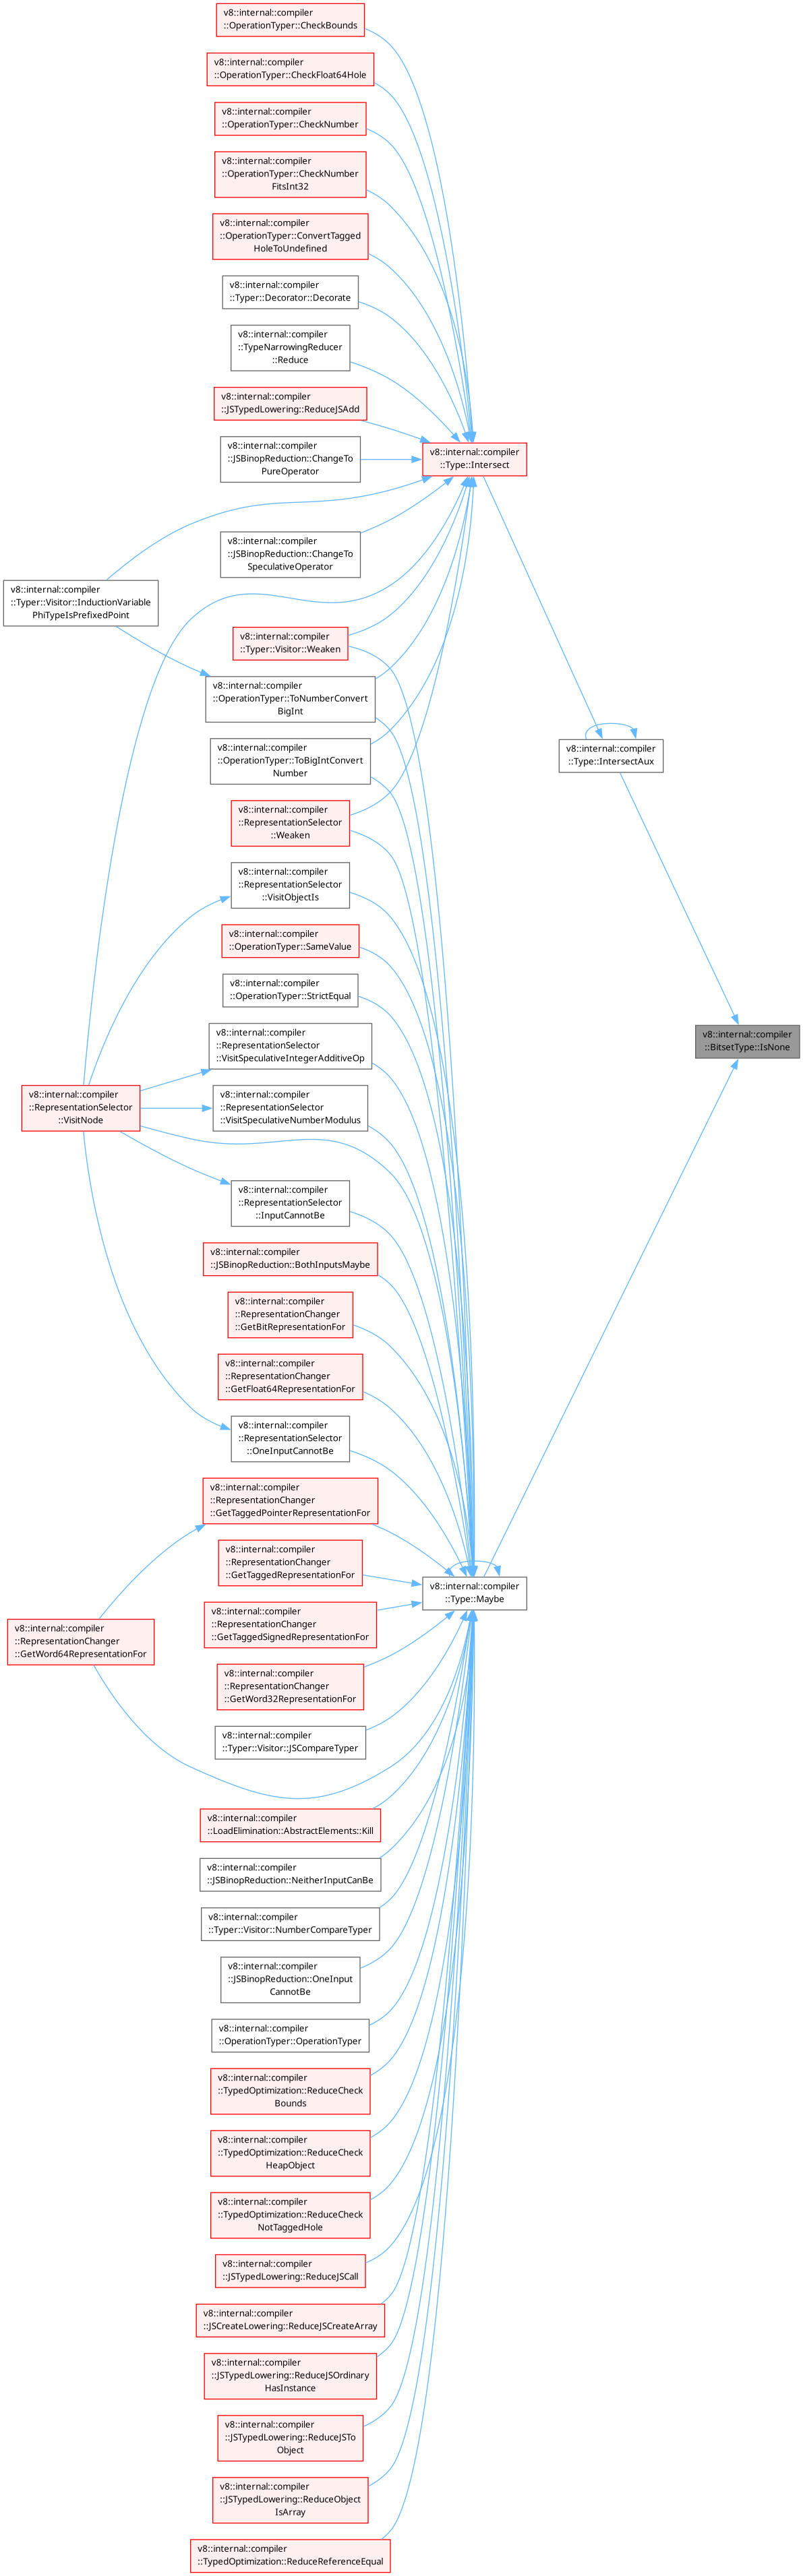 v8::internal::compiler
::OperationTyper::CheckBounds
v8::internal::compiler
::OperationTyper::CheckFloat64Hole
v8::internal::compiler
::OperationTyper::CheckNumber
v8::internal::compiler
::OperationTyper::CheckNumber
FitsInt32
v8::internal::compiler
::OperationTyper::ConvertTagged
HoleToUndefined
v8::internal::compiler
::Typer::Decorator::Decorate
v8::internal::compiler
::TypeNarrowingReducer
::Reduce
v8::internal::compiler
::JSTypedLowering::ReduceJSAdd
v8::internal::compiler
::JSBinopReduction::ChangeTo
PureOperator
v8::internal::compiler
::Type::Intersect
v8::internal::compiler
::JSBinopReduction::ChangeTo
SpeculativeOperator
v8::internal::compiler
::Typer::Visitor::InductionVariable
PhiTypeIsPrefixedPoint
v8::internal::compiler
::Typer::Visitor::Weaken
v8::internal::compiler
::OperationTyper::ToNumberConvert
BigInt
v8::internal::compiler
::OperationTyper::ToBigIntConvert
Number
v8::internal::compiler
::Type::IntersectAux
v8::internal::compiler
::RepresentationSelector
::Weaken
v8::internal::compiler
::RepresentationSelector
::VisitObjectIs
v8::internal::compiler
::OperationTyper::SameValue
v8::internal::compiler
::OperationTyper::StrictEqual
v8::internal::compiler
::BitsetType::IsNone
v8::internal::compiler
::RepresentationSelector
::VisitSpeculativeIntegerAdditiveOp
v8::internal::compiler
::RepresentationSelector
::VisitNode
v8::internal::compiler
::RepresentationSelector
::VisitSpeculativeNumberModulus
v8::internal::compiler
::RepresentationSelector
::InputCannotBe
v8::internal::compiler
::JSBinopReduction::BothInputsMaybe
v8::internal::compiler
::RepresentationChanger
::GetBitRepresentationFor
v8::internal::compiler
::RepresentationChanger
::GetFloat64RepresentationFor
v8::internal::compiler
::RepresentationSelector
::OneInputCannotBe
v8::internal::compiler
::RepresentationChanger
::GetTaggedPointerRepresentationFor
v8::internal::compiler
::RepresentationChanger
::GetTaggedRepresentationFor
v8::internal::compiler
::Type::Maybe
v8::internal::compiler
::RepresentationChanger
::GetTaggedSignedRepresentationFor
v8::internal::compiler
::RepresentationChanger
::GetWord64RepresentationFor
v8::internal::compiler
::RepresentationChanger
::GetWord32RepresentationFor
v8::internal::compiler
::Typer::Visitor::JSCompareTyper
v8::internal::compiler
::LoadElimination::AbstractElements::Kill
v8::internal::compiler
::JSBinopReduction::NeitherInputCanBe
v8::internal::compiler
::Typer::Visitor::NumberCompareTyper
v8::internal::compiler
::JSBinopReduction::OneInput
CannotBe
v8::internal::compiler
::OperationTyper::OperationTyper
v8::internal::compiler
::TypedOptimization::ReduceCheck
Bounds
v8::internal::compiler
::TypedOptimization::ReduceCheck
HeapObject
v8::internal::compiler
::TypedOptimization::ReduceCheck
NotTaggedHole
v8::internal::compiler
::JSTypedLowering::ReduceJSCall
v8::internal::compiler
::JSCreateLowering::ReduceJSCreateArray
v8::internal::compiler
::JSTypedLowering::ReduceJSOrdinary
HasInstance
v8::internal::compiler
::JSTypedLowering::ReduceJSTo
Object
v8::internal::compiler
::JSTypedLowering::ReduceObject
IsArray
v8::internal::compiler
::TypedOptimization::ReduceReferenceEqual